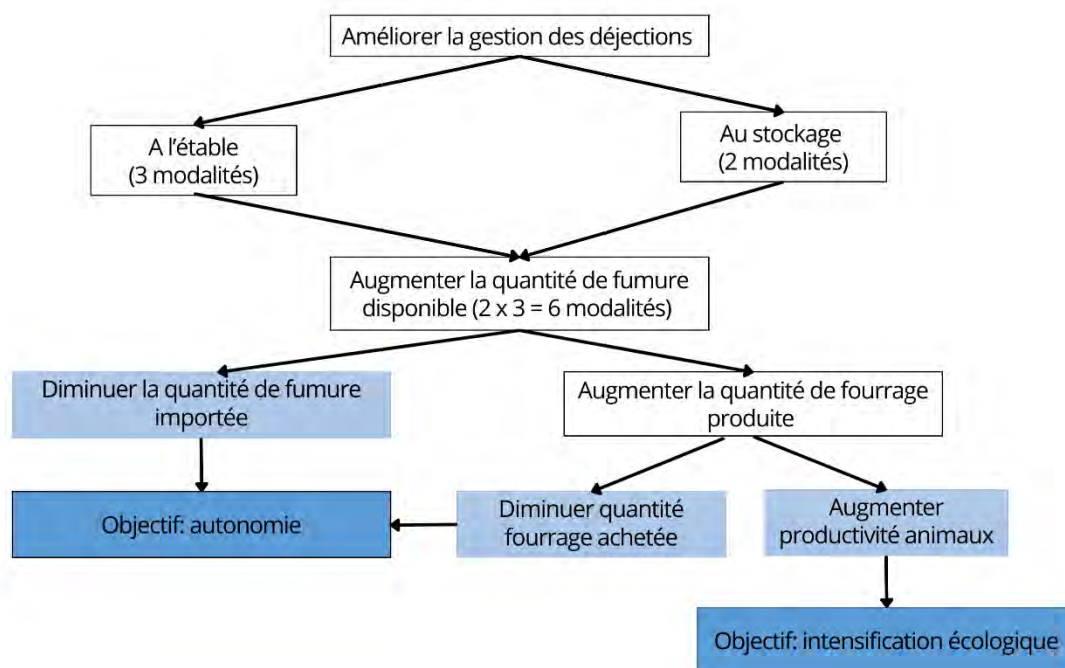 Améliorer la gestion des déjections
A l'étable
(3 modalités)
Au stockage
(2 modalités)
Augmenter la quantité de fumure
disponible (2 x 3 = 6 modalités)
Diminuer la quantité de fumure
importée
Augmenter la quantité de fourrage
produite
Objectif: autonomie
Diminuer quantité
fourrage achetée
Augmenter
productivité animaux
Objectif: intensification écologique